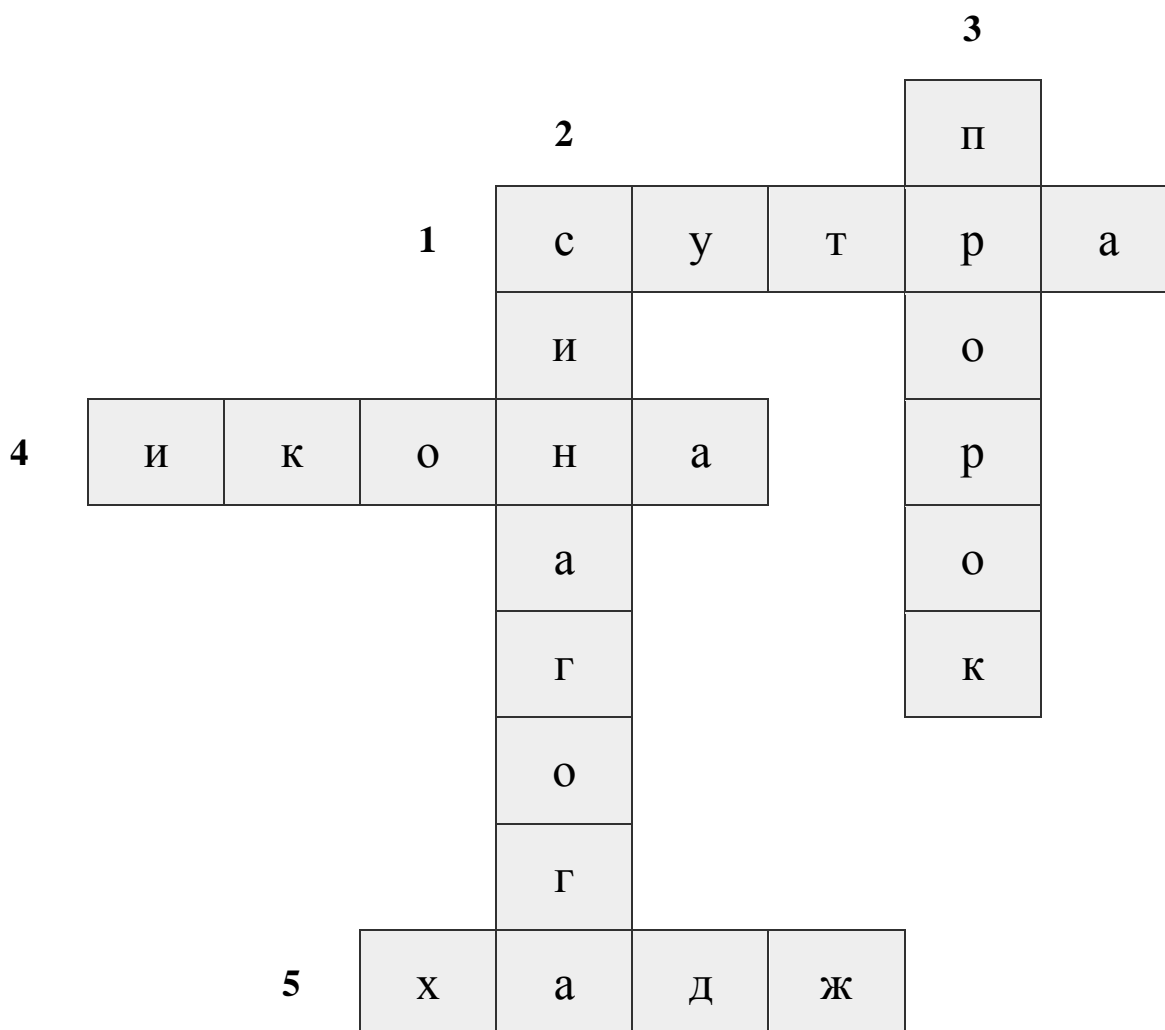 3
2 п
1 с у т р а
и о
4 и к о н а р
а о
г к
о
г
5 х а д ж